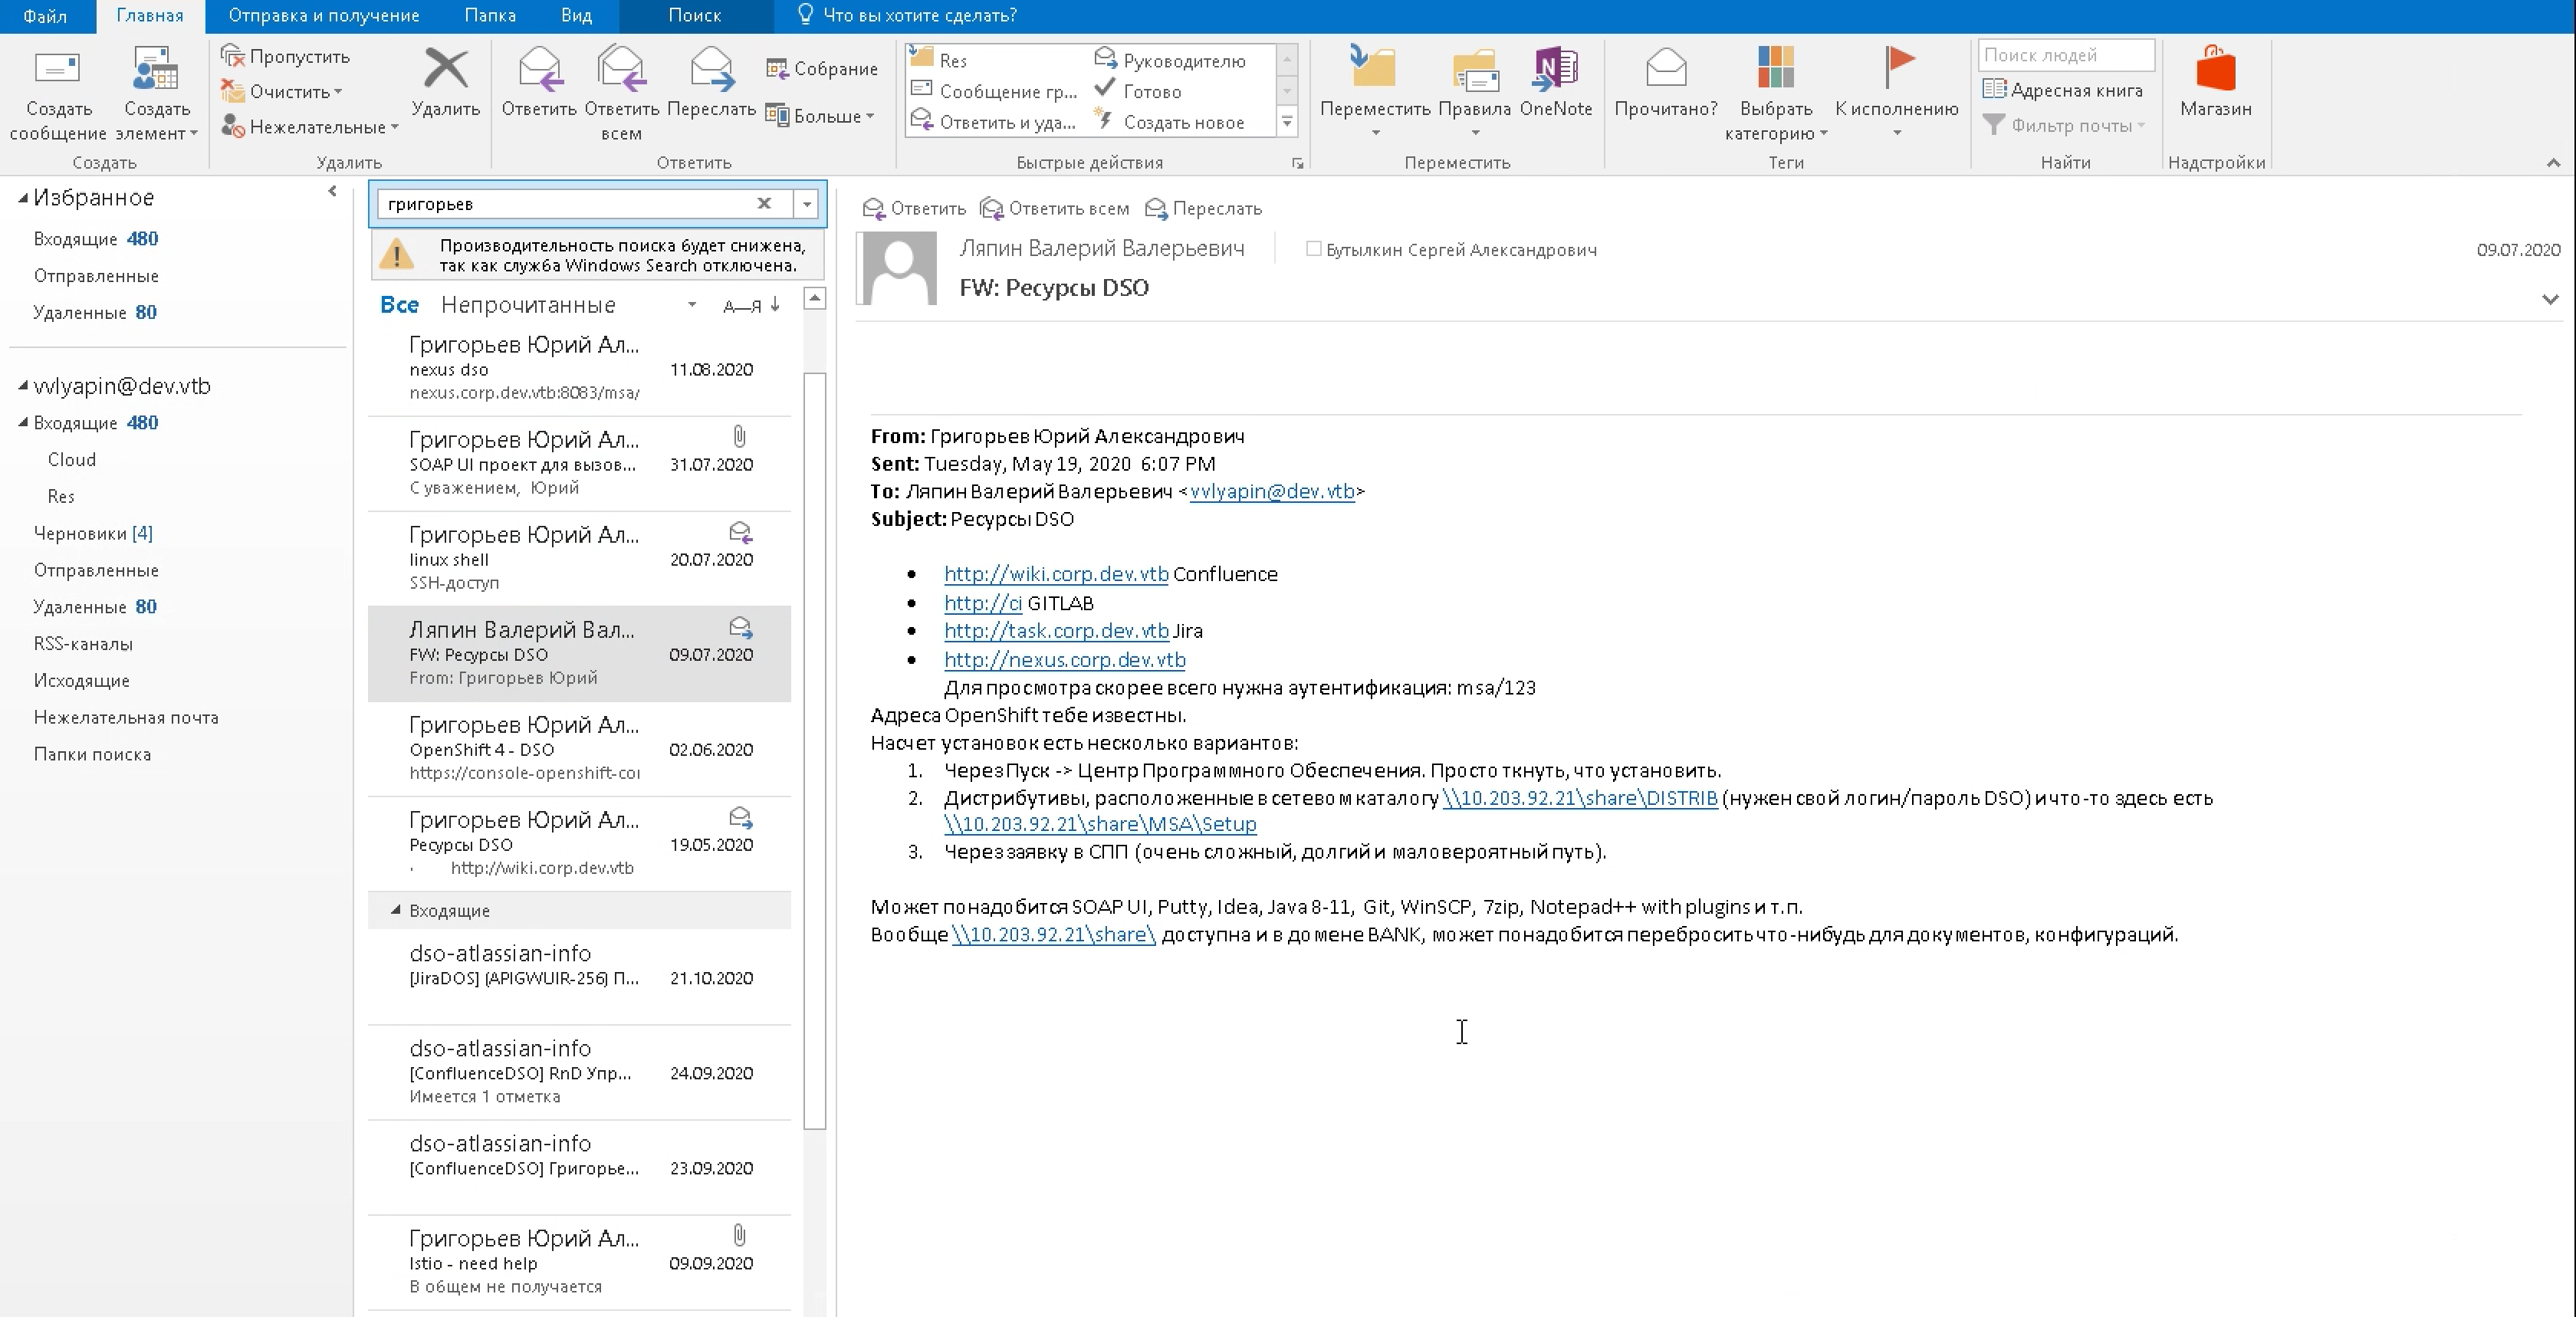 Файл Главная Отправка и получение Папка Вид Поиск Что вы хотите сделать?
Создать сообщение
Создать элемент
Создать
Пропустить
Очистить
Нежелательные
Удалить
Удалить
Ответить
Ответить всем
Переслать
Собрание
Больше
Ответить
Res
Сообщение гр...
Ответить и уда...
Руководителю
Готово
Создать новое
Быстрые действия
Переместить
Правила
OneNote
Переместить
Прочитано?
Выбрать категорию
К исполнению
Теги
Поиск людей
Адресная книга
Фильтр почты
Найти
Магазин
Надстройки
Избранное
Входящие 480
Отправленные
Удаленные 80
vvlyapin@dev.vtb
Входящие 480
Cloud
Res
Черновики [4]
Отправленные
Удаленные 80
RSS-каналы
Исходящие
Нежелательная почта
Папки поиска
григорьев
Производительность поиска будет снижена,
так как служба Windows Search отключена.
Все Непрочитанные А—Я
Григорьев Юрий Ал...
nexus dso 11.08.2020
nexus.corp.dev.vtb:8083/msa/
Григорьев Юрий Ал...
SOAP UI проект для вызов... 31.07.2020
С уважением, Юрий
Григорьев Юрий Ал...
linux shell 20.07.2020
SSH-доступ
Ляпин Валерий Вал...
FW: Ресурсы DSO 09.07.2020
From: Григорьев Юрий
Григорьев Юрий Ал...
OpenShift 4 - DSO 02.06.2020
https://console-openshift-co
Григорьев Юрий Ал...
Ресурсы DSO 19.05.2020
· http://wiki.corp.dev.vtb
Входящие
dso-atlassian-info
[JiraDOS] (APIGWUIR-256) П... 21.10.2020
dso-atlassian-info
[ConfluenceDSO] RnD Упр... 24.09.2020
Имеется 1 отметка
dso-atlassian-info
[ConfluenceDSO] Григорье... 23.09.2020
Григорьев Юрий Ал...
Istio - need help 09.09.2020
В общем не получается
Ответить Ответить всем Переслать
Ляпин Валерий Валерьевич Бутылкин Сергей Александрович 09.07.2020
FW: Ресурсы DSO
From: Григорьев Юрий Александрович
Sent: Tuesday, May 19, 2020 6:07 PM
To: Ляпин Валерий Валерьевич <vvlyapin@dev.vtb>
Subject: Ресурсы DSO
• http://wiki.corp.dev.vtb Confluence
• http://ci GITLAB
• http://task.corp.dev.vtb Jira
• http://nexus.corp.dev.vtb
Для просмотра скорее всего нужна аутентификация: msa/123
Адреса OpenShift тебе известны.
Насчет установок есть несколько вариантов:
1. Через Пуск -> Центр Программного Обеспечения. Просто ткнуть, что установить.
2. Дистрибутивы, расположенные в сетевом каталогу \\10.203.92.21\share\DISTRIB (нужен свой логин/пароль DSO) и что-то здесь есть
\\10.203.92.21\share\MSA\Setup
3. Через заявку в СПП (очень сложный, долгий и маловероятный путь).
Может понадобится SOAP UI, Putty, Idea, Java 8-11, Git, WinSCP, 7zip, Notepad++ with plugins и т.п.
Вообще \\10.203.92.21\share\ доступна и в домене BANK, может понадобится перебросить что-нибудь для документов, конфигураций.